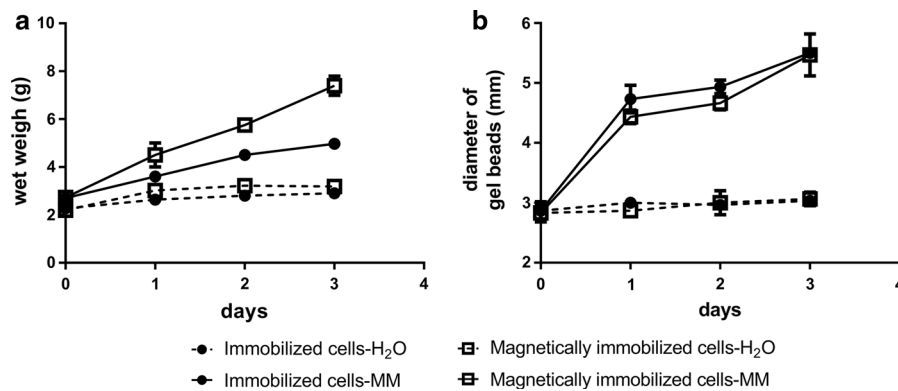 a
wet weigh (g)
10
8
6
4
2
0
0 1 2 3 4
days
b
diameter of
gel beads (mm)
6
5
4
3
2
0 1 2 3 4
days
Immobilized cells-H₂O
Magnetically immobilized cells-H₂O
Immobilized cells-MM
Magnetically immobilized cells-MM